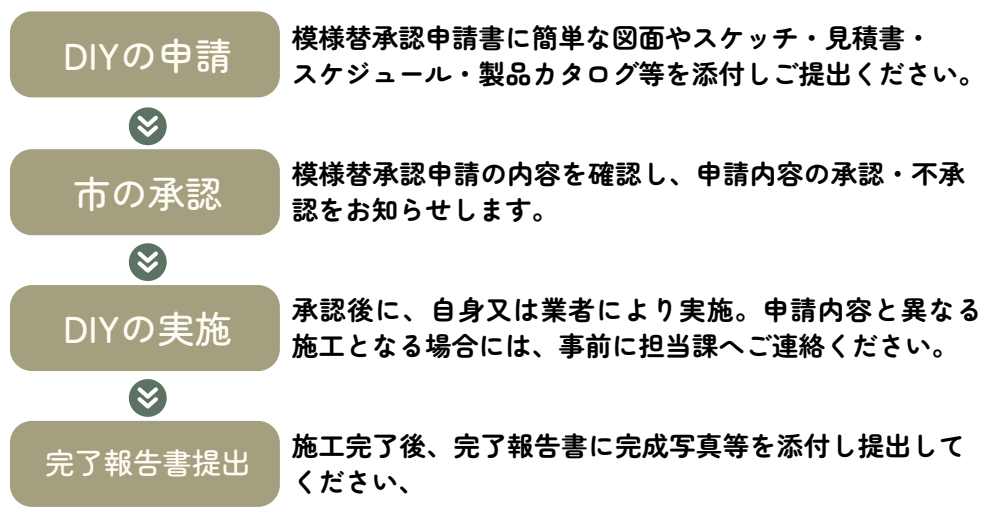 DIYの申請
模様替承認申請書に簡単な図面やスケッチ・見積書・
スケジュール・製品カタログ等を添付しご提出ください。
市の承認
模様替承認申請の内容を確認し、申請内容の承認・不承
認をお知らせします。
DIYの実施
承認後に、自身又は業者により実施。申請内容と異なる
施工となる場合には、事前に担当課へご連絡ください。
完了報告書提出
施工完了後、完了報告書に完成写真等を添付し提出して
ください、